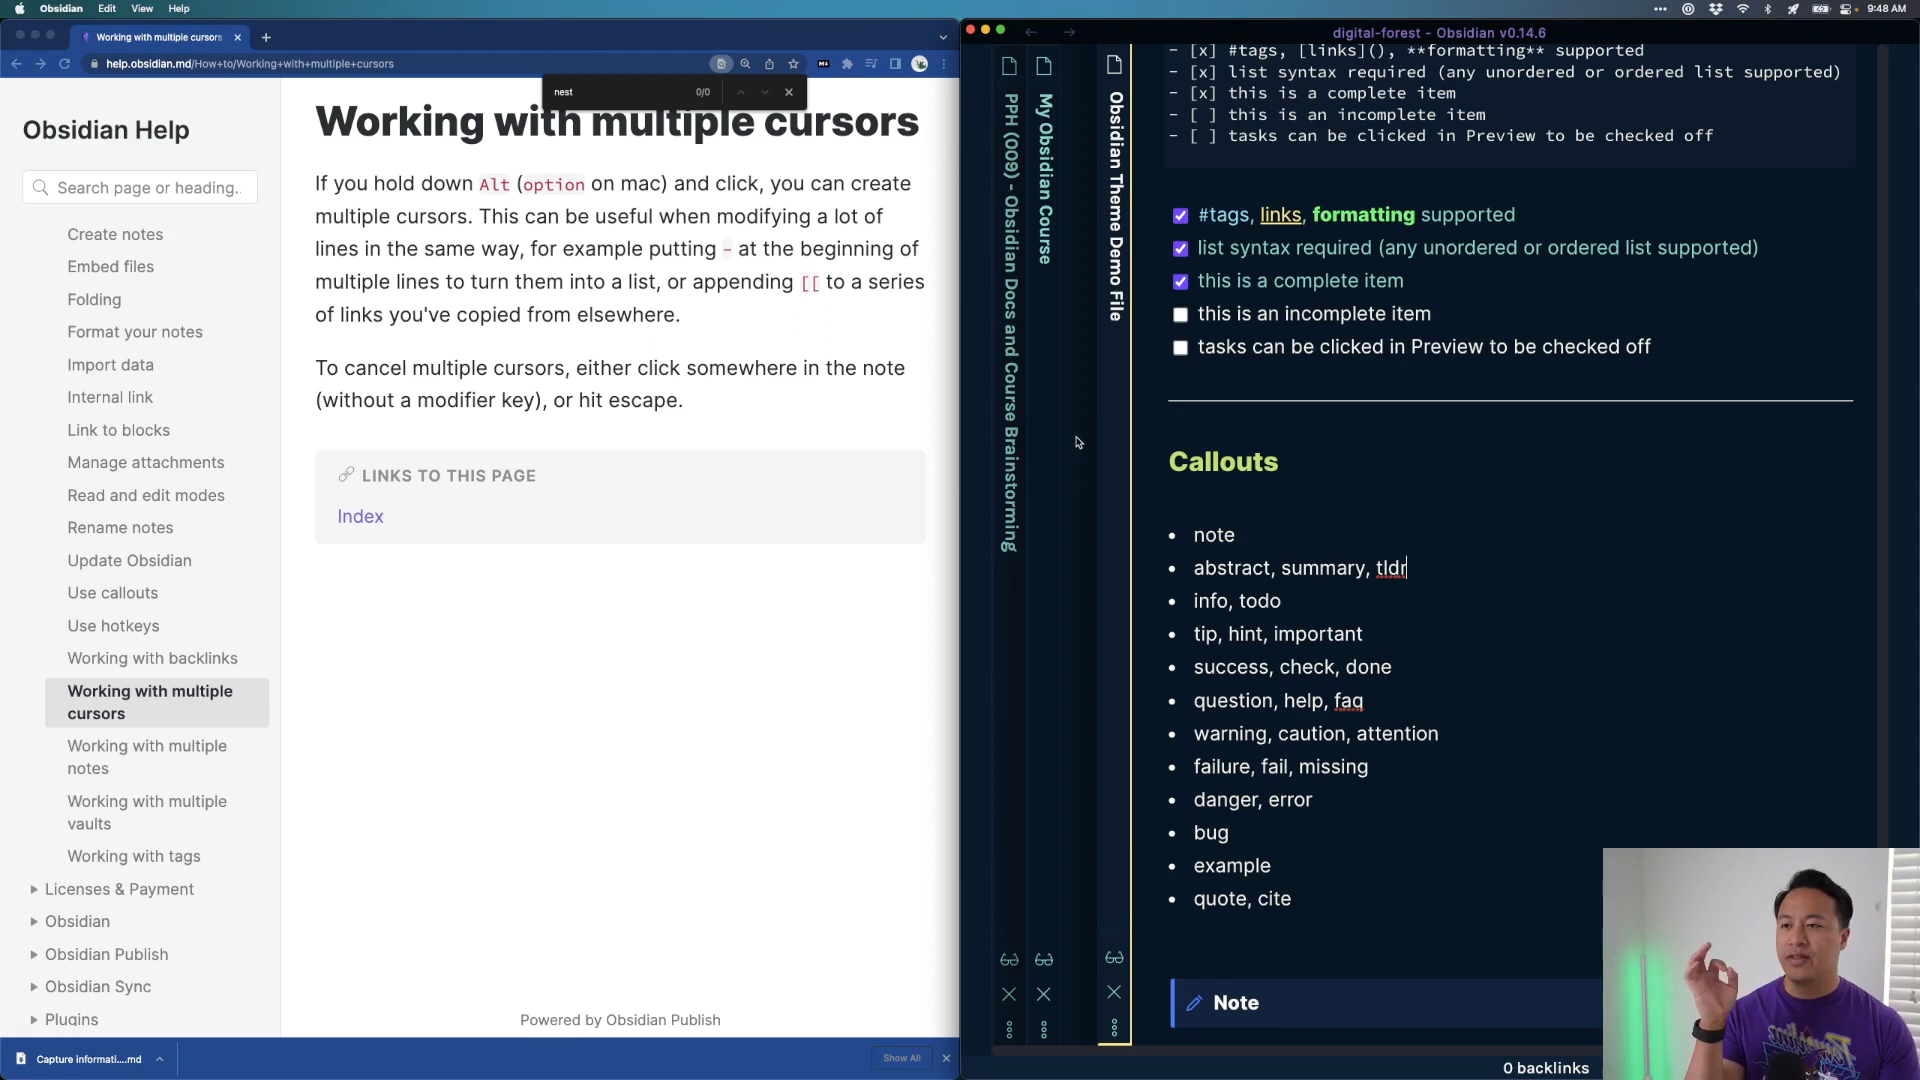 Obsidian Edit View Help
9:48 AM
Working with multiple cursors
help.obsidian.md/How+to/Working+with+multiple+cursors
nest 0/0
Obsidian Help
Search page or heading..
Create notes
Embed files
Folding
Format your notes
Import data
Internal link
Link to blocks
Manage attachments
Read and edit modes
Rename notes
Update Obsidian
Use callouts
Use hotkeys
Working with backlinks
Working with multiple
cursors
Working with multiple
notes
Working with multiple
vaults
Working with tags
Licenses & Payment
Obsidian
Obsidian Publish
Obsidian Sync
Plugins
Working with multiple cursors
If you hold down Alt (option on mac) and click, you can create
multiple cursors. This can be useful when modifying a lot of
lines in the same way, for example putting - at the beginning of
multiple lines to turn them into a list, or appending [[ to a series
of links you've copied from elsewhere.
To cancel multiple cursors, either click somewhere in the note
(without a modifier key), or hit escape.
LINKS TO THIS PAGE
Index
Powered by Obsidian Publish
Capture informati....md
Show All
digital-forest - Obsidian v0.14.6
PPH (009) - Obsidian Docs and Course Brainstorming
My Obsidian Course
Obsidian Theme Demo File
- [x] #tags, [links](), **formatting** supported
- [x] list syntax required (any unordered or ordered list supported)
- [x] this is a complete item
- [ ] this is an incomplete item
- [ ] tasks can be clicked in Preview to be checked off
#tags, links, formatting supported
list syntax required (any unordered or ordered list supported)
this is a complete item
this is an incomplete item
tasks can be clicked in Preview to be checked off
Callouts
• note
• abstract, summary, tldr
• info, todo
• tip, hint, important
• success, check, done
• question, help, faq
• warning, caution, attention
• failure, fail, missing
• danger, error
• bug
• example
• quote, cite
Note
0 backlinks